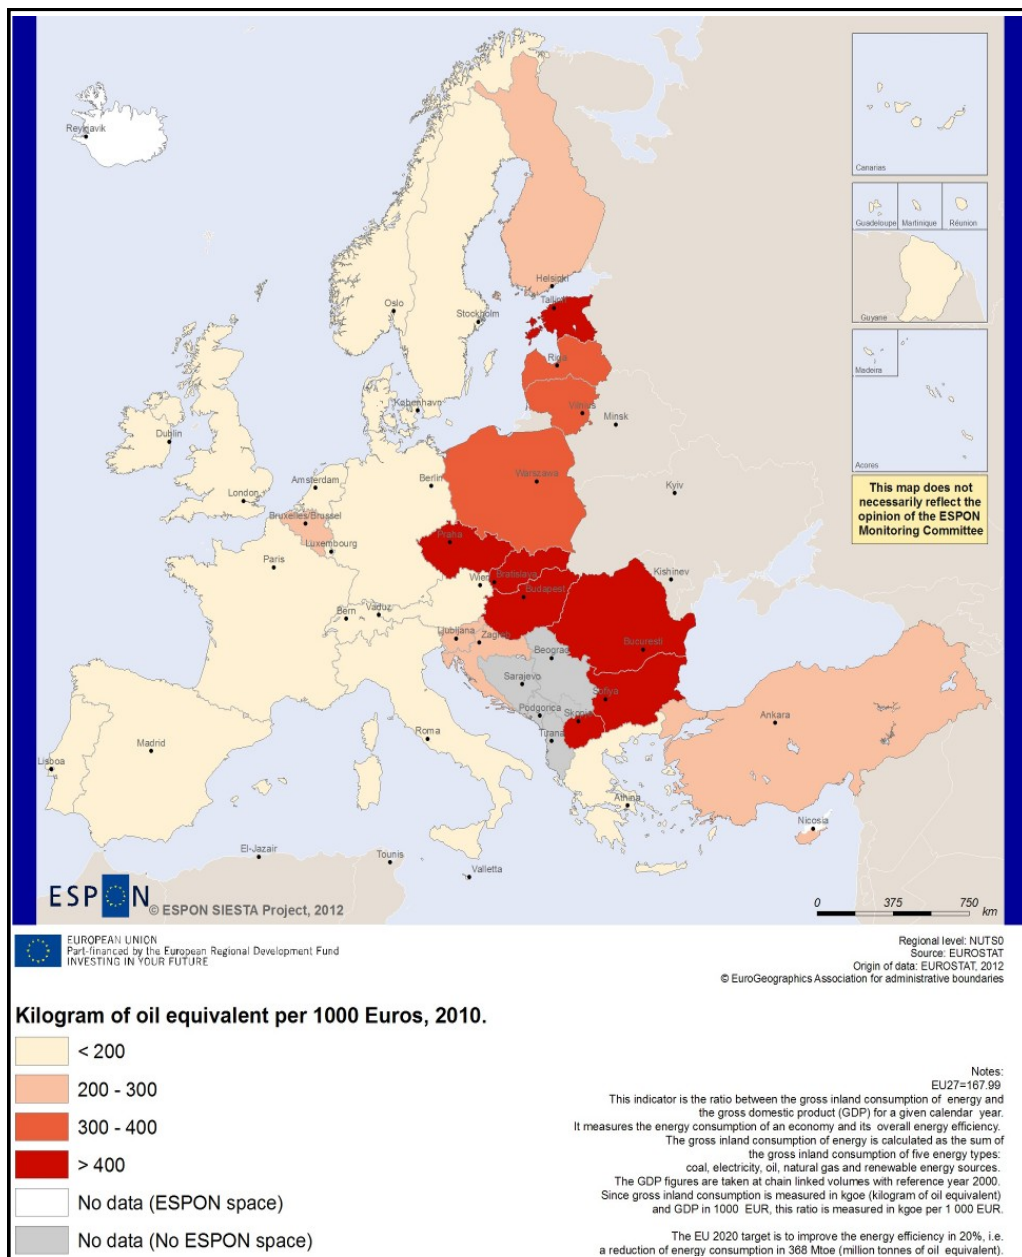 Reykjavik
Canarias
Guadeloupe
Martinique
Réunion
Guyane
Madeira
Acores
This map does not
necessarily reflect the
opinion of the ESPON
Monitoring Committee
Helsinki
Tallinn
Oslo
Stockholm
Riga
København
Vilnius
Minsk
Dublin
Amsterdam
Berlin
Warszawa
London
Kyiv
Bruxelles/Brussel
Praha
Luxembourg
Paris
Wien
Bratislava
Kishinev
Budapest
Bern
Vaduz
Ljubljana
Zagreb
Bucuresti
Beograd
Sarajevo
Sofiya
Podgorica
Skopje
Ankara
Roma
Tirana
Madrid
Lisboa
Athina
Nicosia
El-Jazair
Tounis
Valletta
ESPON
© ESPON SIESTA Project, 2012
0 375 750
km
EUROPEAN UNION
Part-financed by the European Regional Development Fund
INVESTING IN YOUR FUTURE
Regional level: NUTS0
Source: EUROSTAT
Origin of data: EUROSTAT, 2012
© EuroGeographics Association for administrative boundaries
Kilogram of oil equivalent per 1000 Euros, 2010.
< 200
200 - 300
300 - 400
> 400
No data (ESPON space)
No data (No ESPON space)
Notes:
EU27=167.99
This indicator is the ratio between the gross inland consumption of energy and
the gross domestic product (GDP) for a given calendar year.
It measures the energy consumption of an economy and its overall energy efficiency.
The gross inland consumption of energy is calculated as the sum of
the gross inland consumption of five energy types:
coal, electricity, oil, natural gas and renewable energy sources.
The GDP figures are taken at chain linked volumes with reference year 2000.
Since gross inland consumption is measured in kgoe (kilogram of oil equivalent)
and GDP in 1000 EUR, this ratio is measured in kgoe per 1 000 EUR.
The EU 2020 target is to improve the energy efficiency in 20%, i.e.
a reduction of energy consumption in 368 Mtoe (million tonnes of oil equivalent).